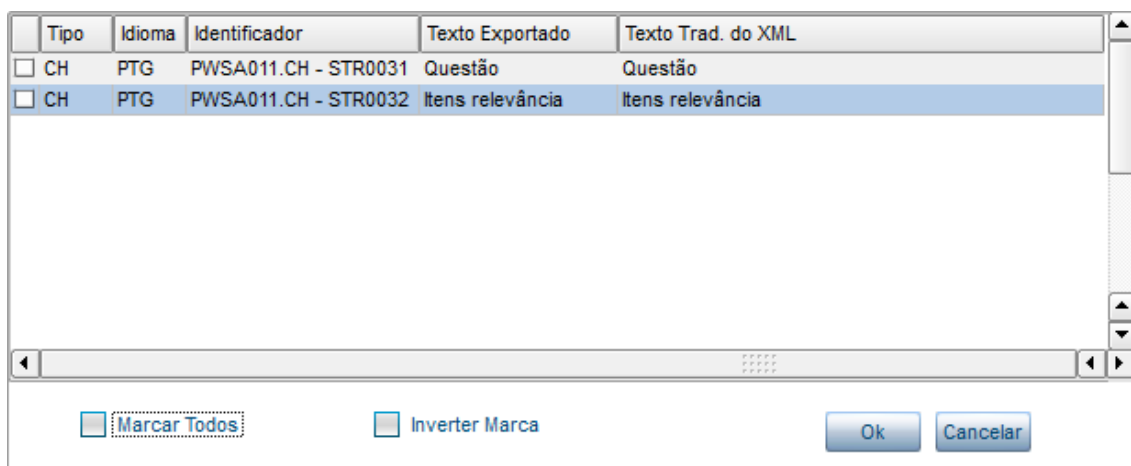 Tipo Idioma Identificador Texto Exportado Texto Trad. do XML
CH PTG PWSA011.CH - STR0031 Questão Questão
CH PTG PWSA011.CH - STR0032 Itens relevância Itens relevância
Marcar Todos Inverter Marca Ok Cancelar